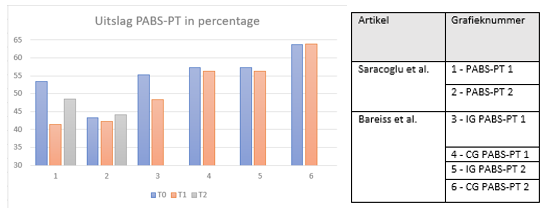 Uitslag PABS-PT in percentage
65
60
55
50
45
40
35
30
1 2 3 4 5 6
T0 T1 T2
Artikel Grafieknummer
Saracoglu et al. 1 - PABS-PT 1
2 - PABS-PT 2
Bareiss et al. 3 - IG PABS-PT 1
4 - CG PABS-PT 1
5 - IG PABS-PT 2
6 - CG PABS-PT 2